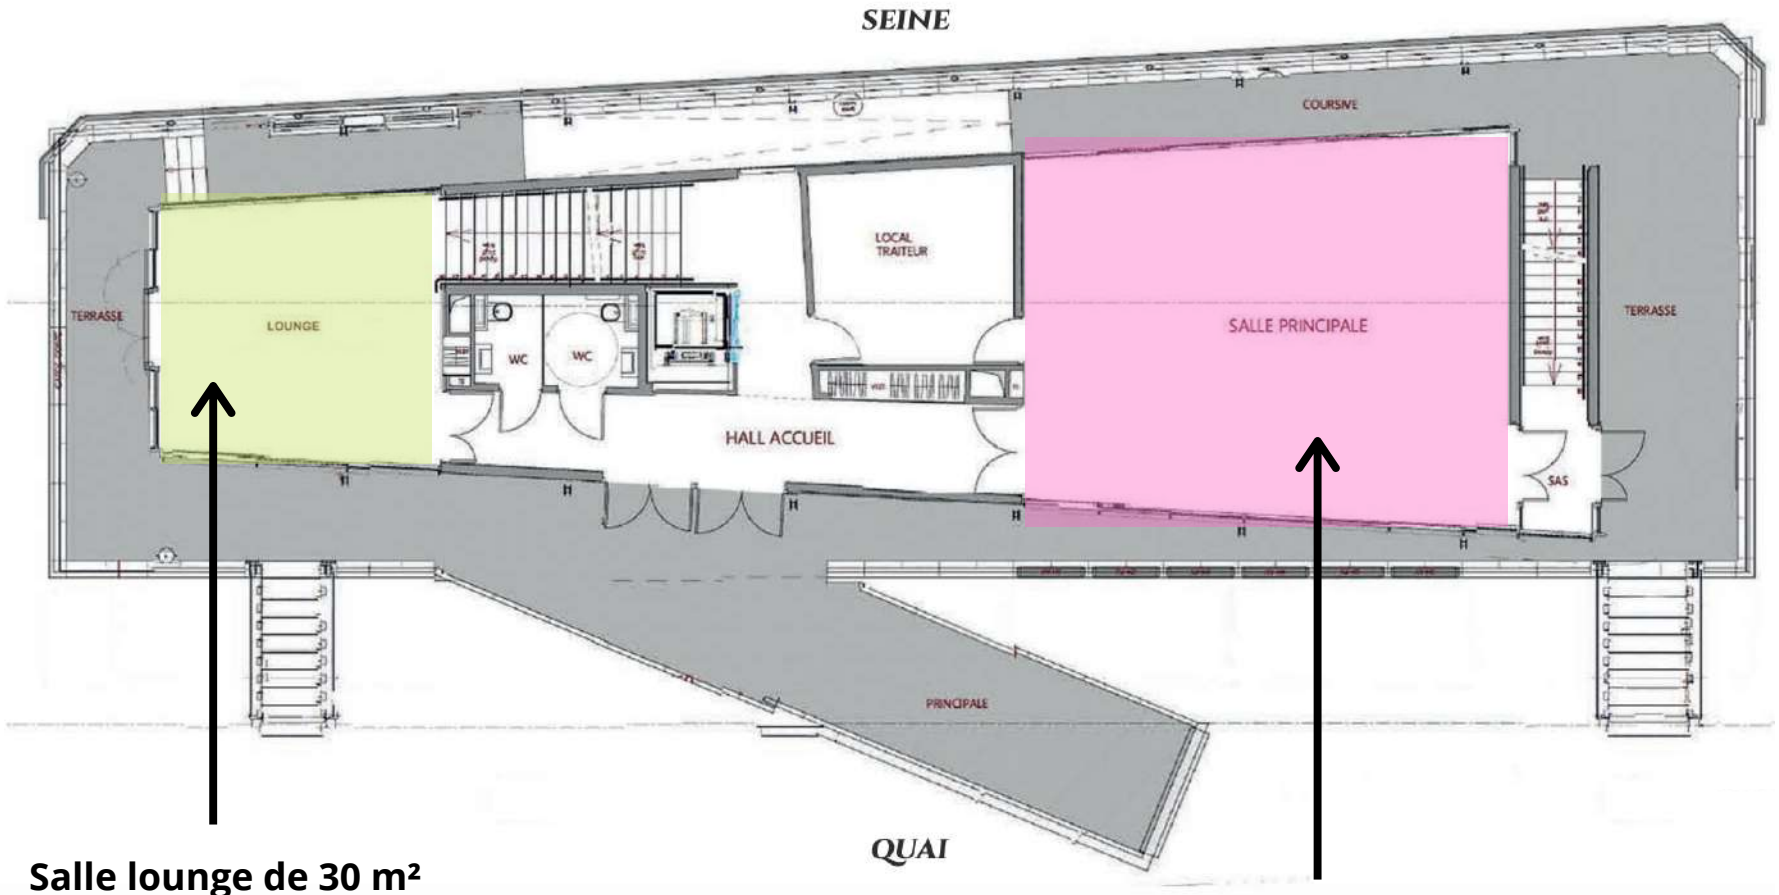 SEINE
COURSIVE
LOCAL
TRAITEUR
TERRASSE
LOUNGE
SALLE PRINCIPALE
TERRASSE
WC
WC
HALL ACCUEIL
SAS
PRINCIPALE
QUAI
Salle lounge de 30 m²